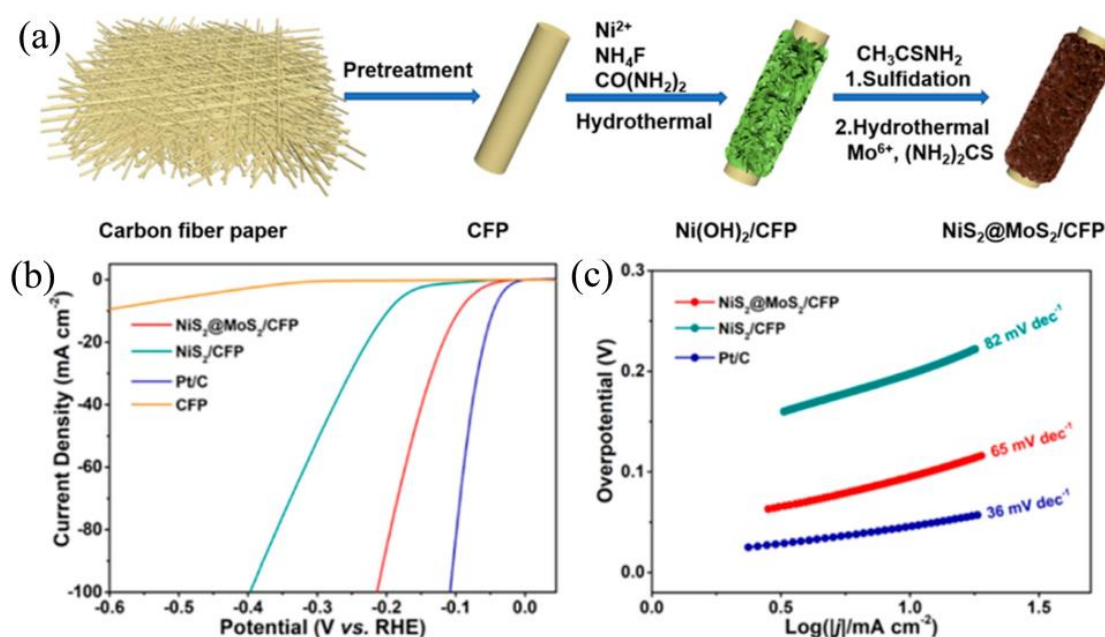 (a)
Pretreatment
Ni²⁺
NH₄F
CO(NH₂)₂
Hydrothermal
CH₃CSNH₂
1.Sulfidation
2.Hydrothermal
Mo⁶⁺, (NH₂)₂CS
Carbon fiber paper
CFP
Ni(OH)₂/CFP
NiS₂@MoS₂/CFP
(b)
Current Density (mA cm⁻²)
0
-20
-40
-60
-80
-100
NiS₂@MoS₂/CFP
NiS₂/CFP
Pt/C
CFP
-0.6
-0.5
-0.4
-0.3
-0.2
-0.1
0.0
Potential (V vs. RHE)
(c)
Overpotential (V)
0.3
0.2
0.1
0.0
NiS₂@MoS₂/CFP
NiS₂/CFP
Pt/C
82 mV dec⁻¹
65 mV dec⁻¹
36 mV dec⁻¹
0.0
0.5
1.0
1.5
Log(|j|/mA cm⁻²)